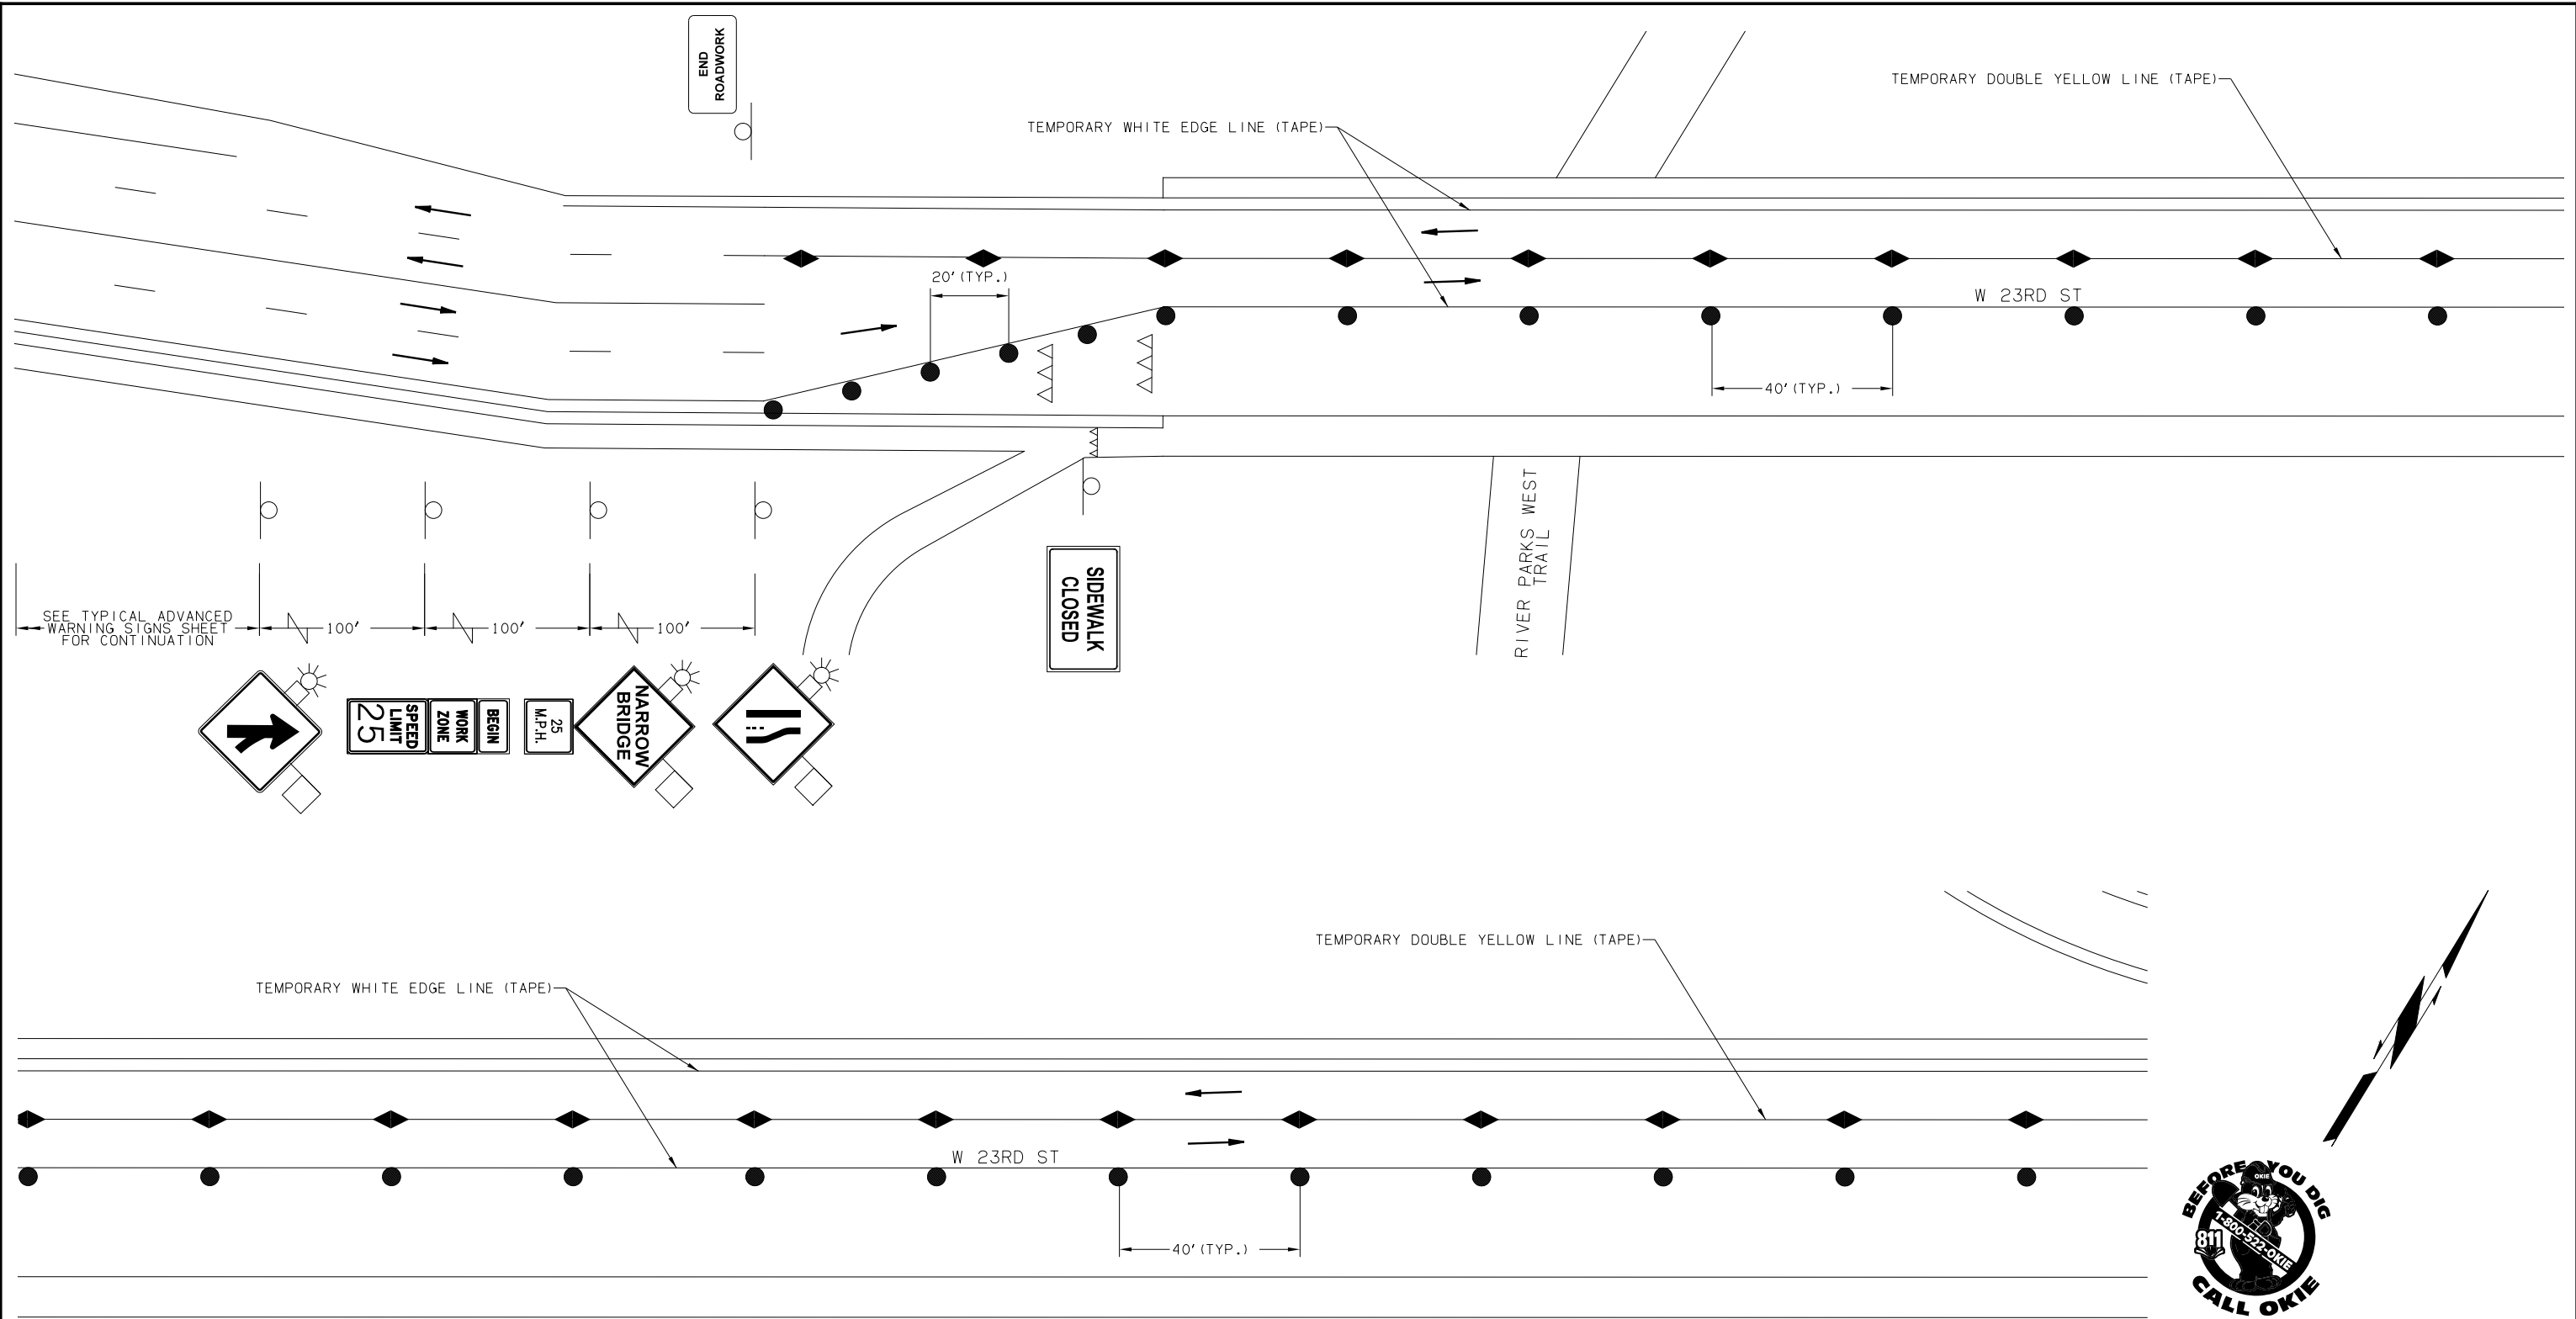 END
ROADWORK
TEMPORARY DOUBLE YELLOW LINE (TAPE)
TEMPORARY WHITE EDGE LINE (TAPE)
20' (TYP.)
W 23RD ST
40' (TYP.)
SIDEWALK
CLOSED
RIVER PARKS WEST
TRAIL
SEE TYPICAL ADVANCED
WARNING SIGNS SHEET
FOR CONTINUATION
100'
100'
100'
BEGIN
WORK
ZONE
SPEED
LIMIT
25
25
M.P.H.
NARROW
BRIDGE
TEMPORARY DOUBLE YELLOW LINE (TAPE)
TEMPORARY WHITE EDGE LINE (TAPE)
W 23RD ST
40' (TYP.)
BEFORE YOU DIG
OKIE
1-800-522-OKIE
811
CALL OKIE